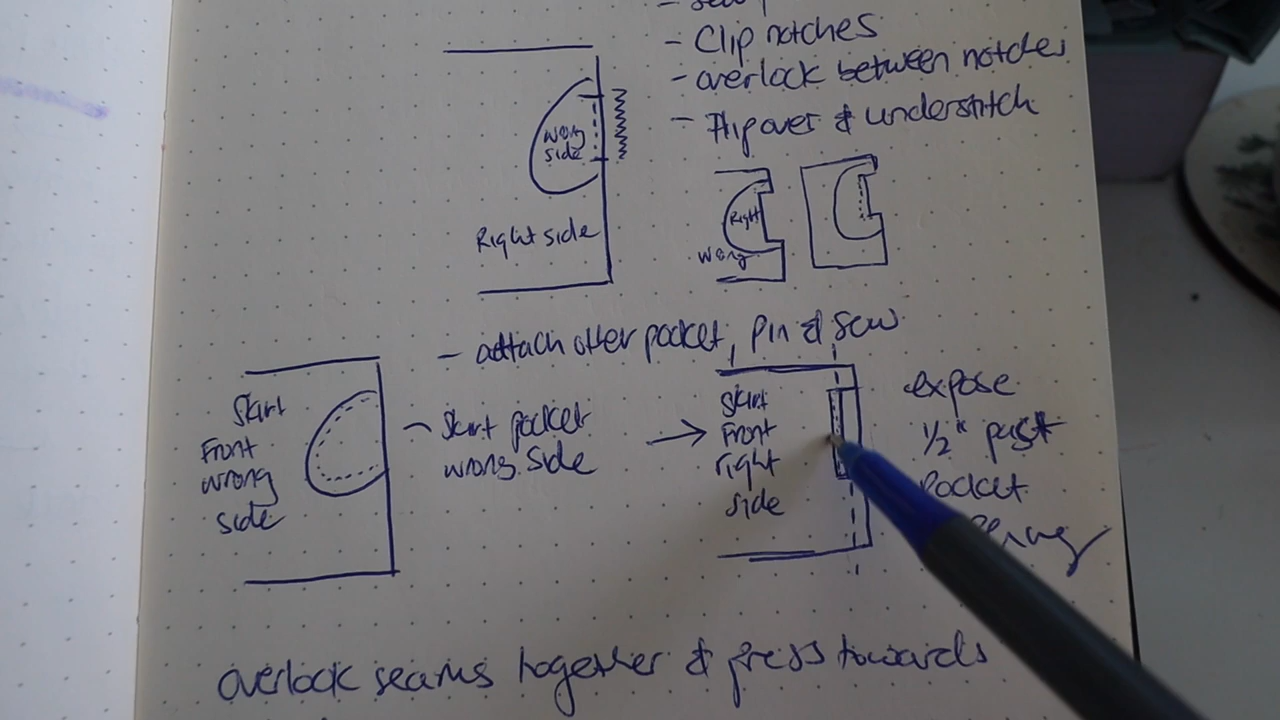 - Clip notches
- overlock between notches
- Flip over & understitch
wrong
side
Right side
Right
wrong
- attach other pocket, pin & sew
Skirt
Front
wrong
side
- Skirt pocket
wrong side
→
Skirt
Front
right
side
expose
1/2" past
Pocket
overlock seams together & press towards